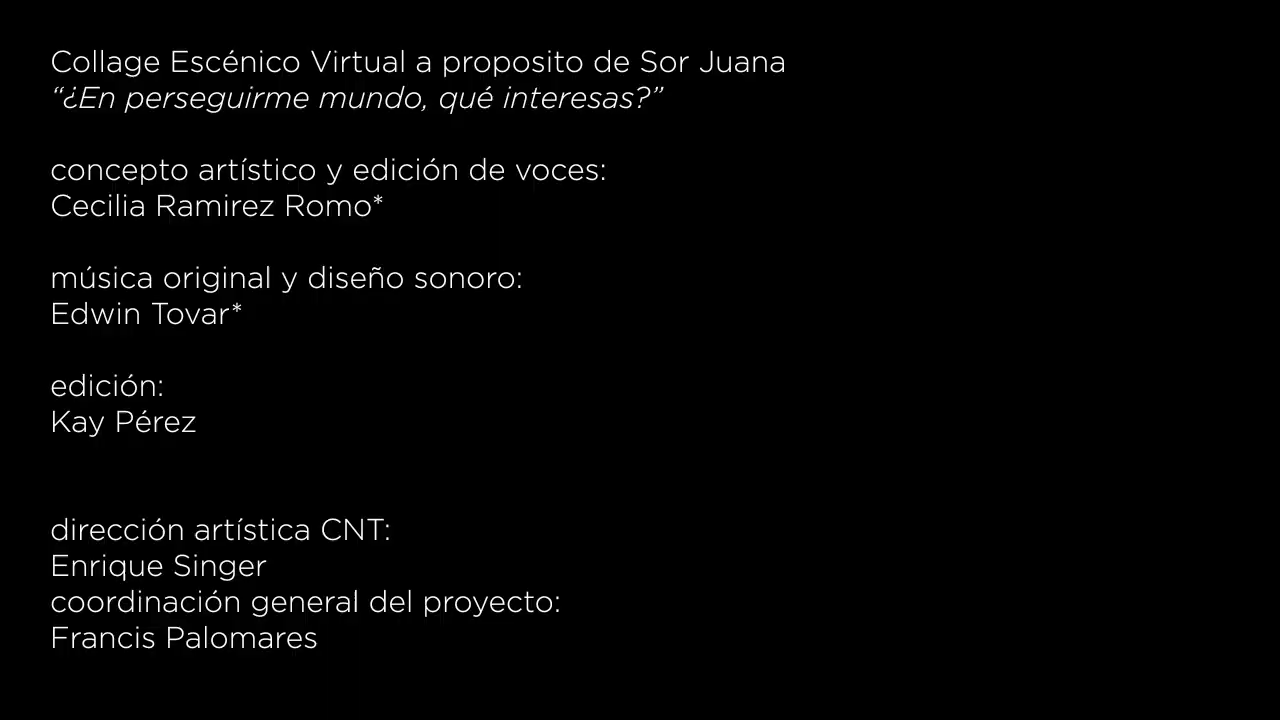 Collage Escénico Virtual a proposito de Sor Juana
“¿En perseguirme mundo, qué interesas?”
concepto artístico y edición de voces:
Cecilia Ramirez Romo*
música original y diseño sonoro:
Edwin Tovar*
edición:
Kay Pérez
dirección artística CNT:
Enrique Singer
coordinación general del proyecto:
Francis Palomares